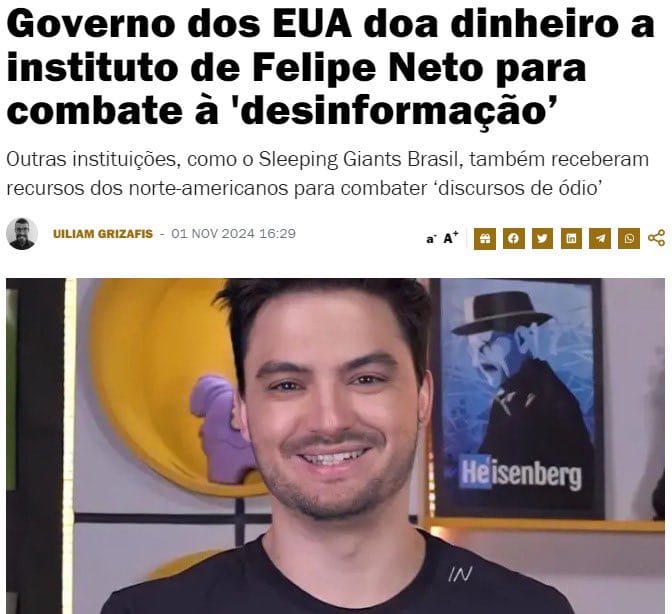 Governo dos EUA doa dinheiro a
instituto de Felipe Neto para
combate à 'desinformação’
Outras instituições, como o Sleeping Giants Brasil, também receberam
recursos dos norte-americanos para combater ‘discursos de ódio’
UILIAM GRIZAFIS - 01 NOV 2024 16:29
a- A+
Heisenberg
IN